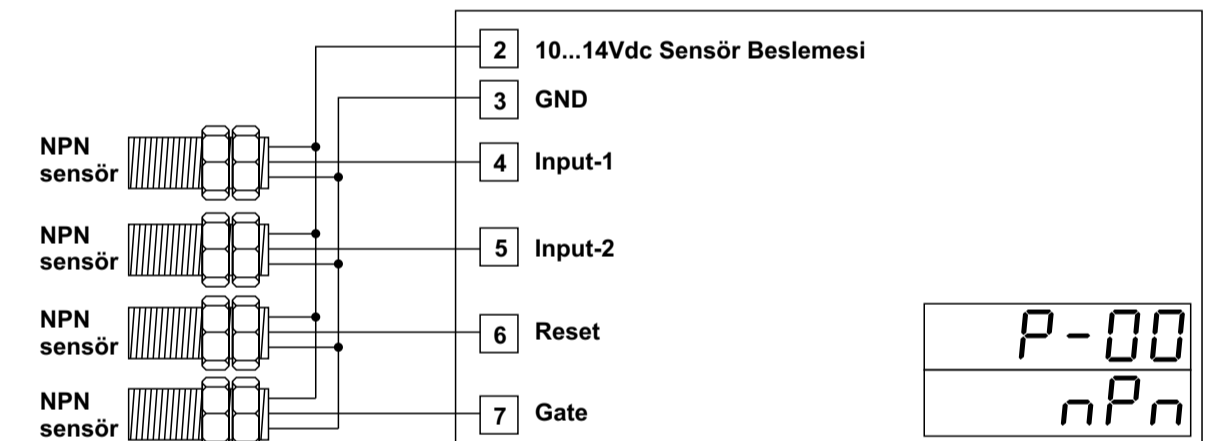 2 10...14Vdc Sensör Beslemesi
3 GND
NPN
sensör
4 Input-1
NPN
sensör
5 Input-2
NPN
sensör
6 Reset
NPN
sensör
7 Gate
P-00
nPn